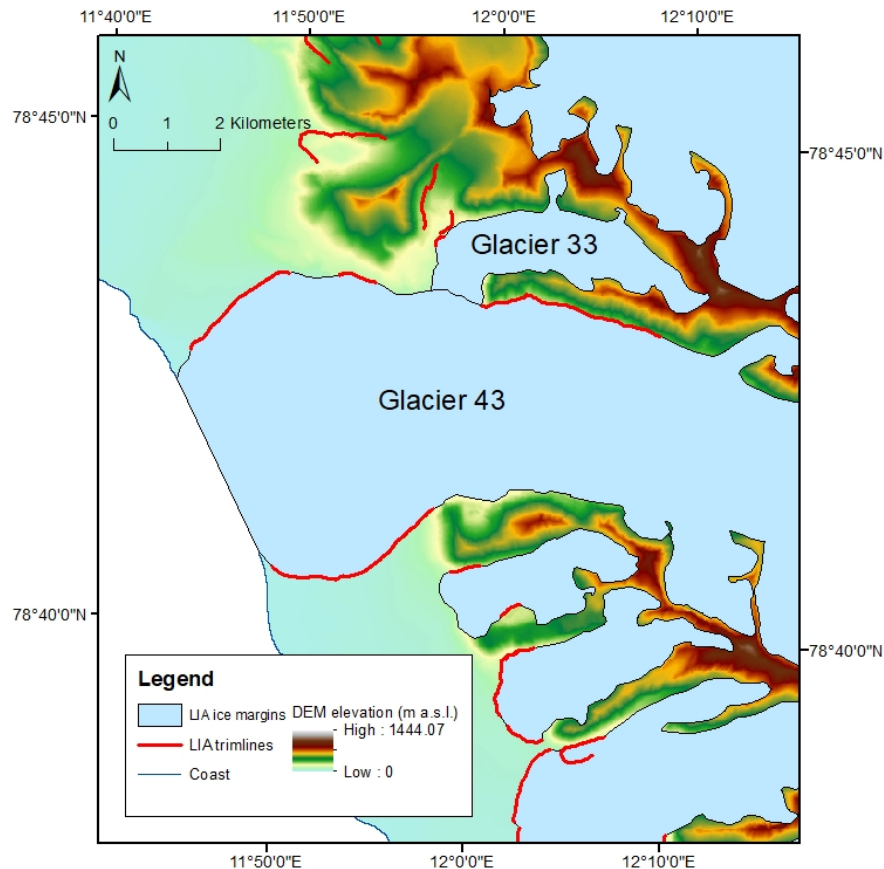 11°40'0"E 11°50'0"E 12°0'0"E 12°10'0"E
N
0 1 2 Kilometers
78°45'0"N
78°45'0"N
Glacier 33
Glacier 43
78°40'0"N
78°40'0"N
Legend
LIA ice margins
LIA trimlines
Coast
DEM elevation (m a.s.l.)
High : 1444.07
Low : 0
11°50'0"E 12°0'0"E 12°10'0"E